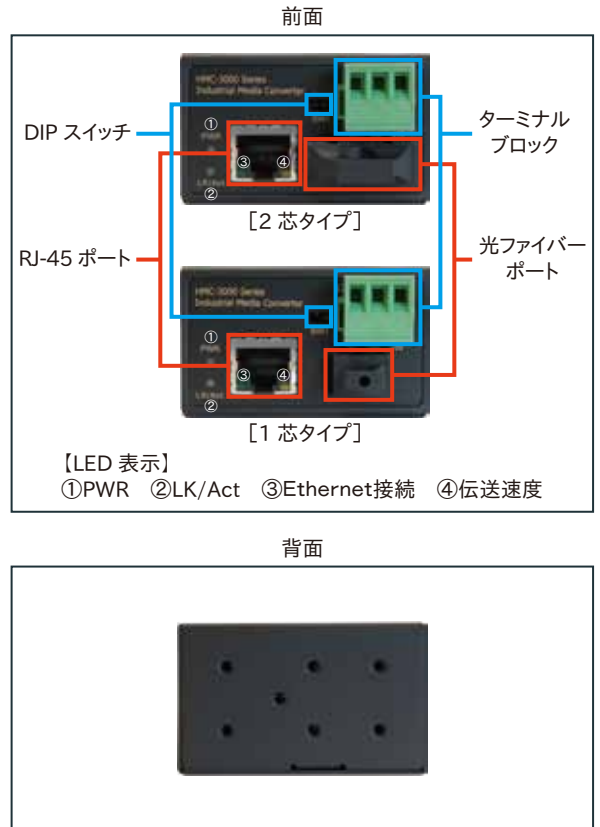 前面
HMC-3000 Series
Industrial Media Converter
DIP スイッチ
ターミナル
ブロック
①
PWR
③ ④
LK/Act
②
[2 芯タイプ]
RJ-45 ポート
光ファイバー
ポート
HMC-3000 Series
Industrial Media Converter
①
PWR
③ ④
LK/Act
②
[1 芯タイプ]
【LED 表示】
①PWR ②LK/Act ③Ethernet接続 ④伝送速度
背面